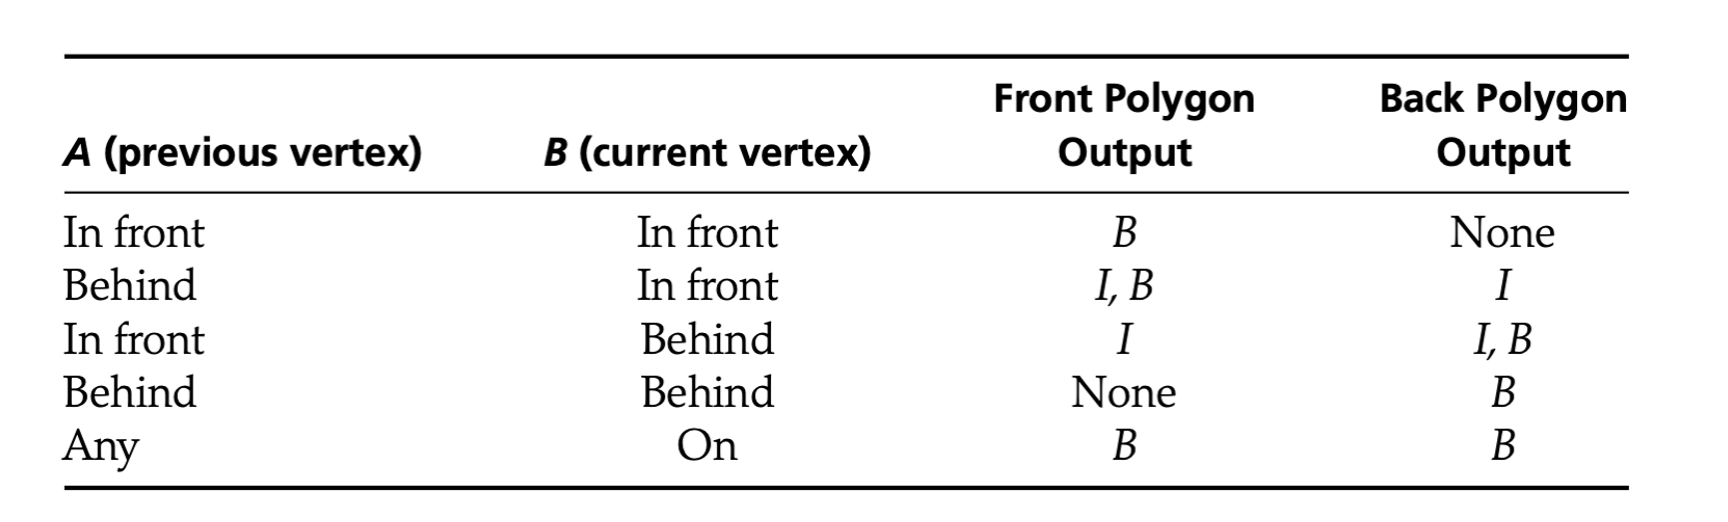 Front Polygon Back Polygon
A (previous vertex) B (current vertex) Output Output
In front In front B None
Behind In front I, B I
In front Behind I I, B
Behind Behind None B
Any On B B